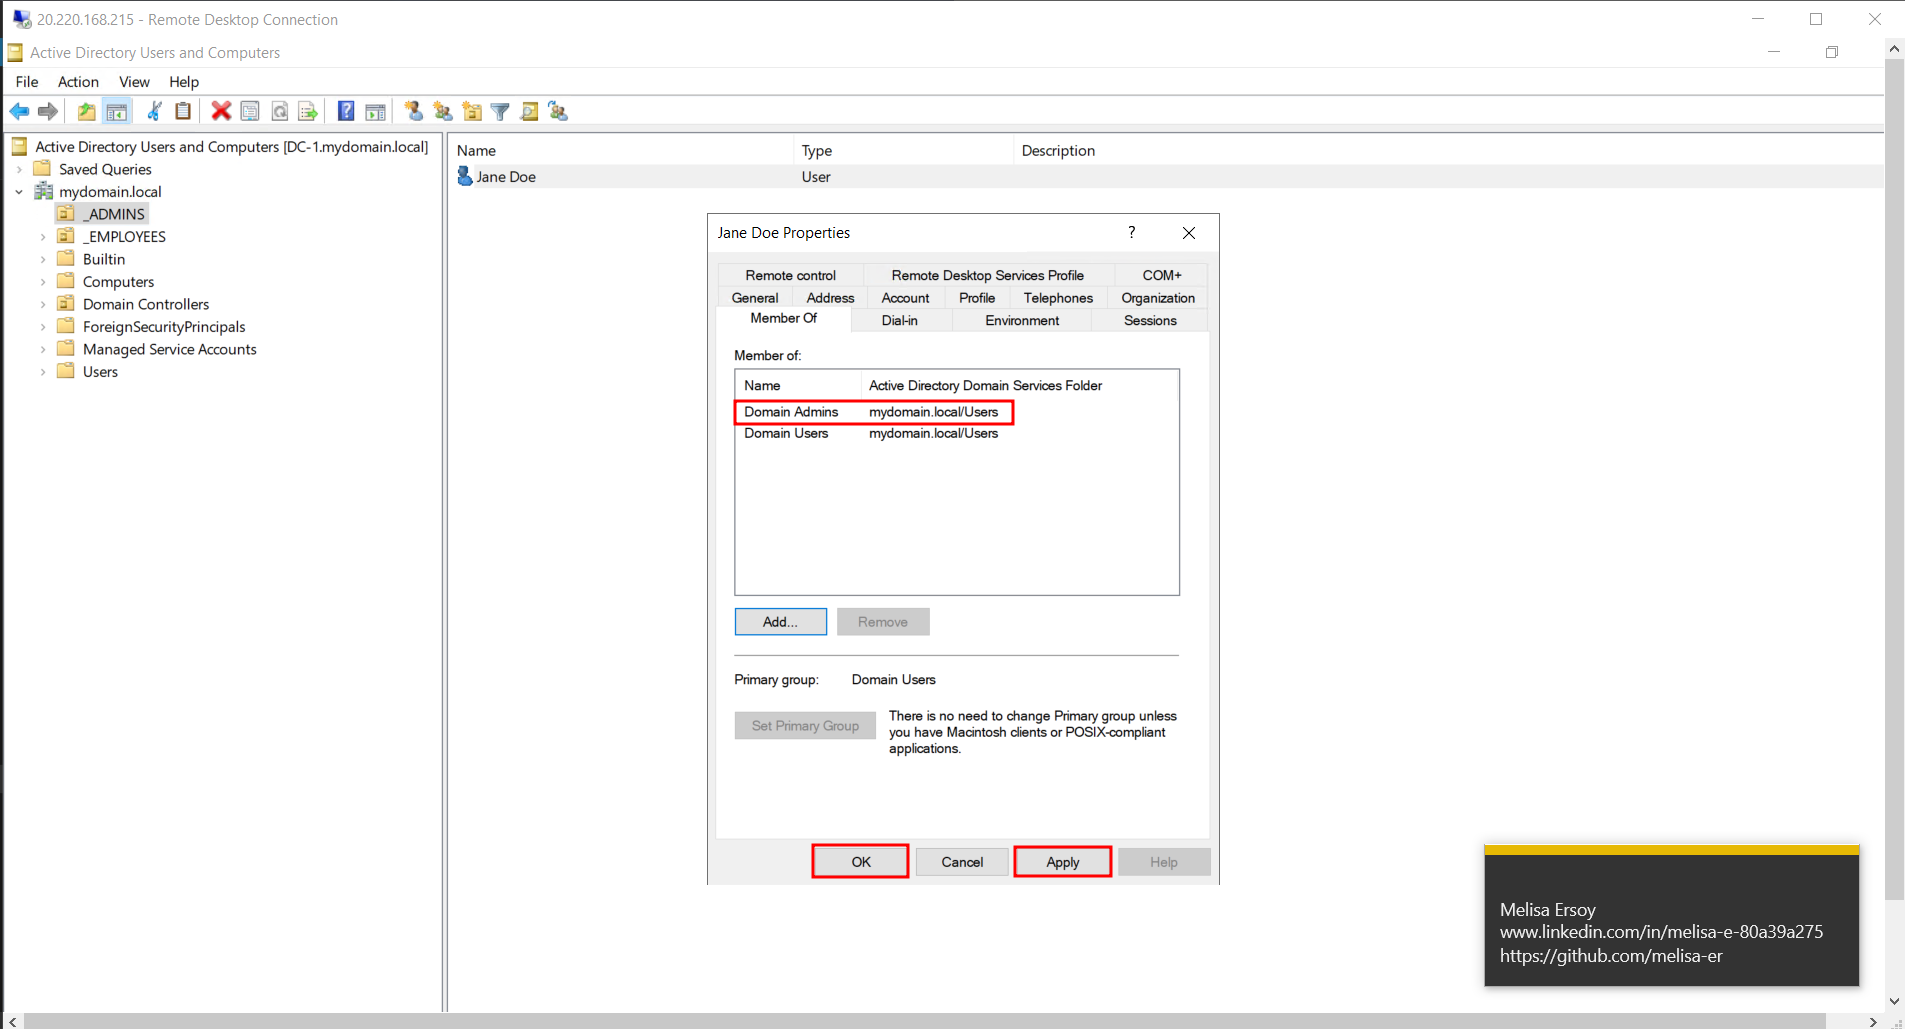 20.220.168.215 - Remote Desktop Connection
Active Directory Users and Computers
File Action View Help
Active Directory Users and Computers [DC-1.mydomain.local]
Saved Queries
mydomain.local
_ADMINS
_EMPLOYEES
Builtin
Computers
Domain Controllers
ForeignSecurityPrincipals
Managed Service Accounts
Users
Name Type Description
Jane Doe User
Jane Doe Properties ?
Remote control Remote Desktop Services Profile COM+
General Address Account Profile Telephones Organization
Member Of Dial-in Environment Sessions
Member of:
Name Active Directory Domain Services Folder
Domain Admins mydomain.local/Users
Domain Users mydomain.local/Users
Add... Remove
Primary group: Domain Users
Set Primary Group
There is no need to change Primary group unless
you have Macintosh clients or POSIX-compliant
applications.
OK Cancel Apply Help
Melisa Ersoy
www.linkedin.com/in/melisa-e-80a39a275
https://github.com/melisa-er